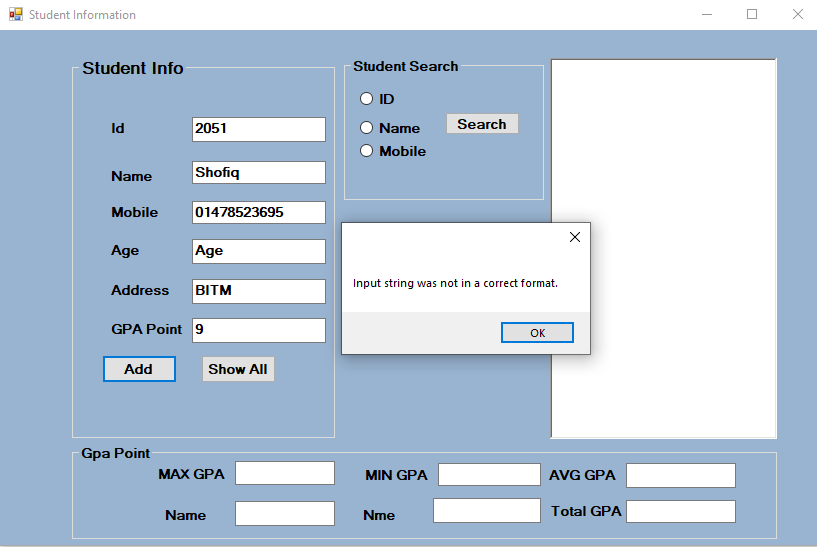 Student Information
Student Info
Id 2051
Name Shofiq
Mobile 01478523695
Age Age
Address BITM
GPA Point 9
Add Show All
Student Search
ID
Name
Mobile
Search
Input string was not in a correct format.
OK
Gpa Point
MAX GPA MIN GPA AVG GPA
Name Nme Total GPA